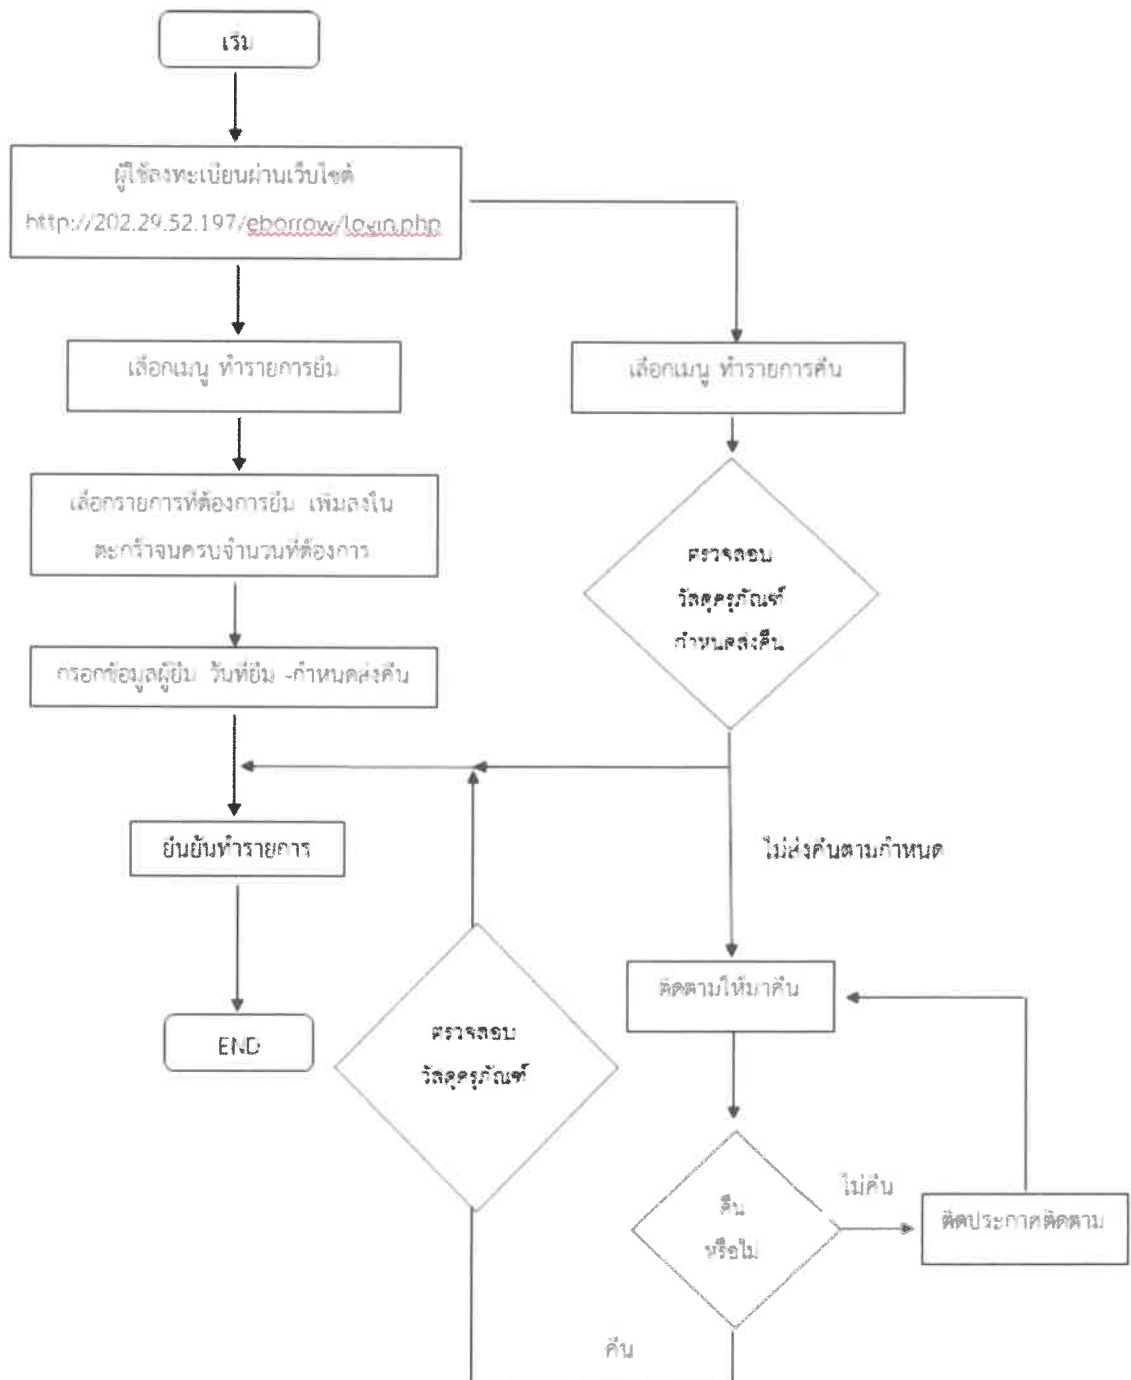 เริ่ม
ผู้ใช้ลงทะเบียนผ่านเว็บไซต์
http://202.29.52.197/eborrow/login.php
เลือกเมนู ทำรายการยืม
เลือกเมนู ทำรายการคืน
เลือกรายการที่ต้องการยืม เพิ่มลงใน
ตะกร้าจนครบจำนวนที่ต้องการ
ตรวจสอบ
วัสดุครุภัณฑ์
กำหนดส่งคืน
กรอกข้อมูลผู้ยืม วันที่ยืม -กำหนดส่งคืน
ยืนยันทำรายการ
ไม่ส่งคืนตามกำหนด
ติดตามให้มาคืน
END
ตรวจสอบ
วัสดุครุภัณฑ์
คืน
หรือไม่
ไม่คืน
ติดประกาศติดตาม
คืน